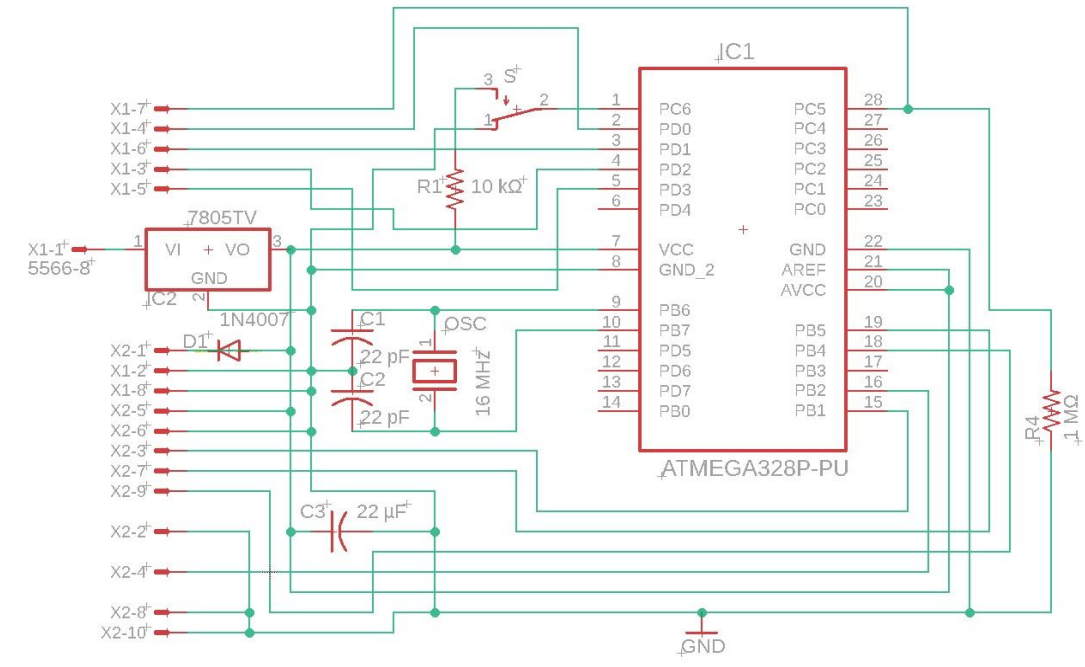 IC1
S
3
2
1
X1-7
X1-4
X1-6
X1-3
X1-5
R1
10 kΩ
7805TV
X1-1
5566-8
1
VI
VO
3
GND
IC2
2
1N4007
D1
X2-1
X1-2
X1-8
X2-5
X2-6
X2-3
X2-7
X2-9
X2-2
X2-4
X2-8
X2-10
C1
22 pF
C2
22 pF
OSC
1
2
16 MHz
C3
22 µF
1 PC6
2 PD0
3 PD1
4 PD2
5 PD3
6 PD4
7 VCC
8 GND_2
9 PB6
10 PB7
11 PD5
12 PD6
13 PD7
14 PB0
PC5 28
PC4 27
PC3 26
PC2 25
PC1 24
PC0 23
GND 22
AREF 21
AVCC 20
PB5 19
PB4 18
PB3 17
PB2 16
PB1 15
ATMEGA328P-PU
R4
1 MΩ
GND